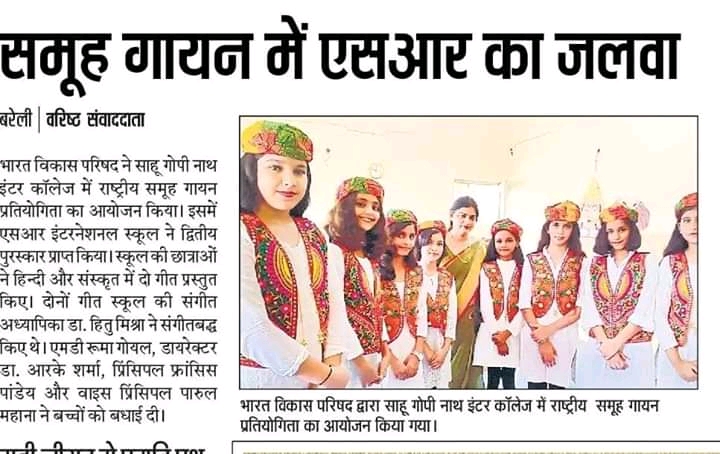 समूह गायन में एसआर का जलवा
बरेली | वरिष्ठ संवाददाता
भारत विकास परिषद ने साहू गोपी नाथ
इंटर कॉलेज में राष्ट्रीय समूह गायन
प्रतियोगिता का आयोजन किया। इसमें
एसआर इंटरनेशनल स्कूल ने द्वितीय
पुरस्कार प्राप्त किया। स्कूल की छात्राओं
ने हिन्दी और संस्कृत में दो गीत प्रस्तुत
किए। दोनों गीत स्कूल की संगीत
अध्यापिका डा. हितु मिश्रा ने संगीतबद्ध
किए थे। एमडी रूमा गोयल, डायरेक्टर
डा. आरके शर्मा, प्रिंसिपल फ्रांसिस
पांडेय और वाइस प्रिंसिपल पारुल
महाना ने बच्चों को बधाई दी।
भारत विकास परिषद द्वारा साहू गोपी नाथ इंटर कॉलेज में राष्ट्रीय समूह गायन
प्रतियोगिता का आयोजन किया गया।